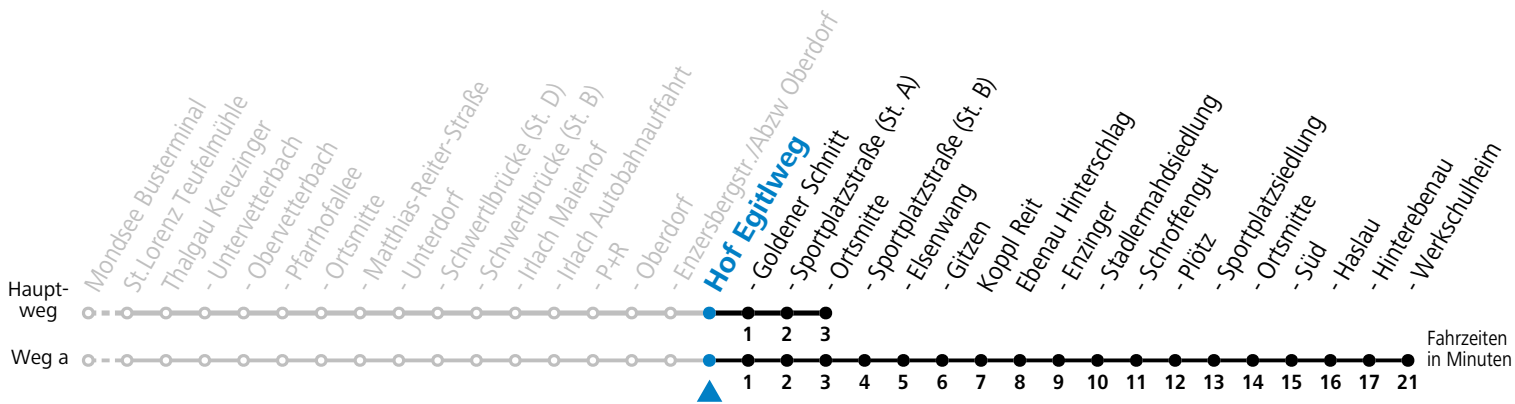 Mondsee Busterminal
St.Lorenz Teufelmühle
Thalgau Kreuzinger
- Untervetterbach
- Obervetterbach
Pfarrhofallee
- Ortsmitte
- Matthias-Reiter-Straße
- Unterdorf
- Schwertlbrücke (St. D)
- Schwertlbrücke (St. B)
- Irlach Maierhof
- Irlach Autobahnauffahrt
- P+R
- Oberdorf
- Enzersbergstr./Abzw Oberdorf
Hof Egitlweg
- Goldener Schnitt
- Sportplatzstraße (St. A)
- Ortsmitte
- Sportplatzstraße (St. B)
- Elsenwang
- Gitzen
Koppl Reit
Ebenau Hinterschlag
- Enzinger
- Stadlermahdsiedlung
- Schroffengut
- Plötz
- Sportplatzsiedlung
- Ortsmitte
- Süd
- Haslau
- Hinterebenau
- Werkschulheim
Haupt-
weg
1 2 3
Weg a
1 2 3 4 5 6 7 8 9 10 11 12 13 14 15 16 17 21
Fahrzeiten
in Minuten